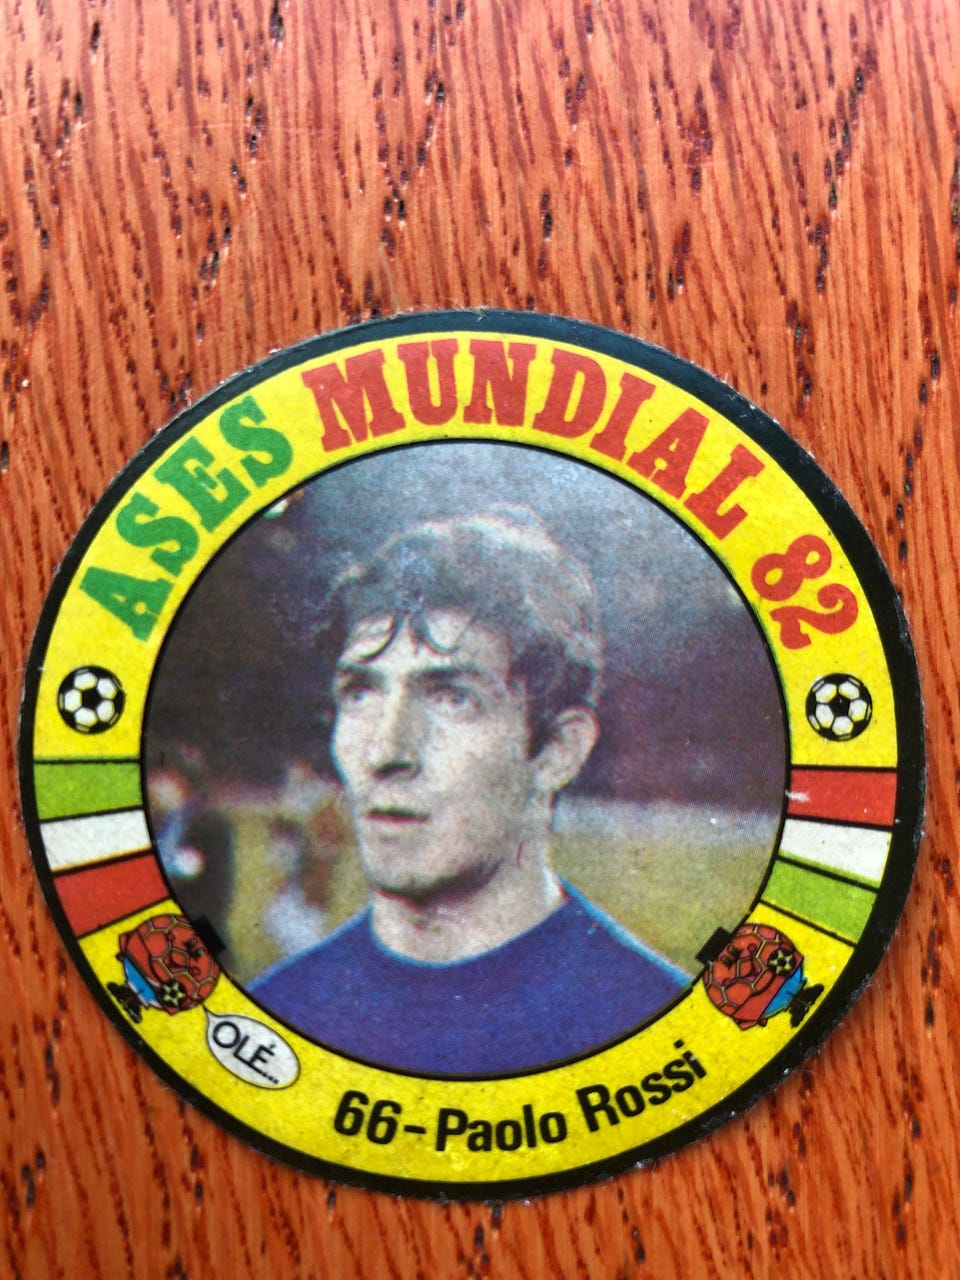 ASES MUNDIAL 82
OLÉ...
66-Paolo Rossi